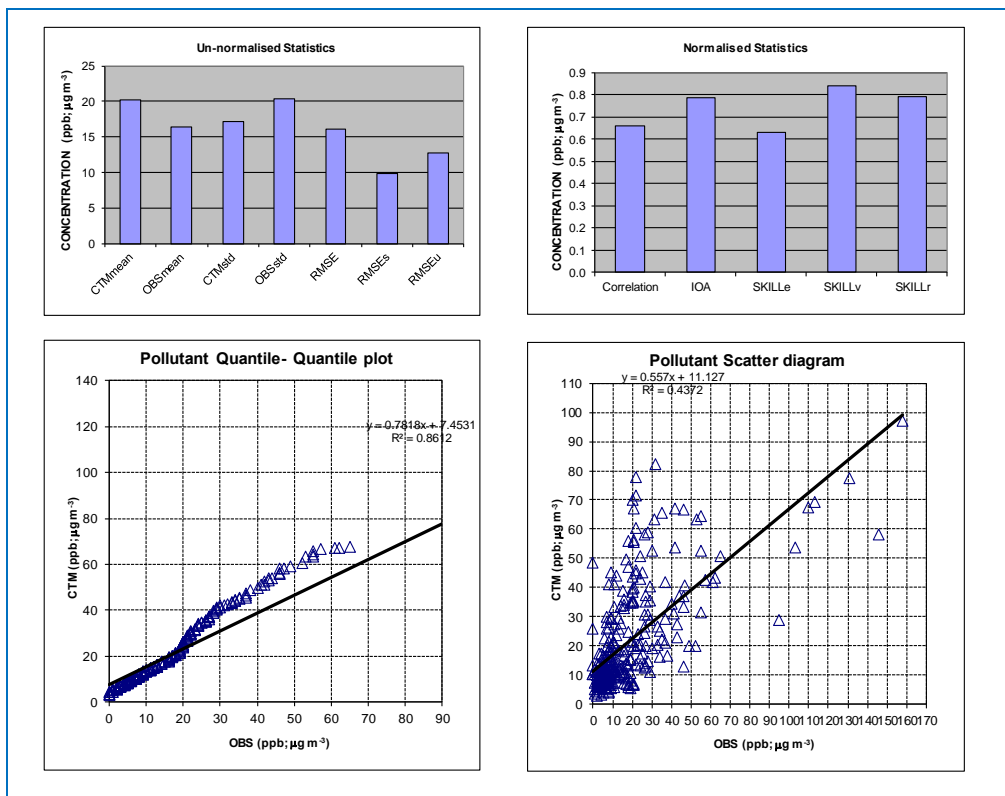 Un-normalised Statistics
CONCENTRATION (ppb; µg m-3)
25
20
15
10
5
0
CTMmean
OBSmean
CTMstd
OBSstd
RMSE
RMSEs
RMSEu
Normalised Statistics
CONCENTRATION (ppb; µg m-3)
0.9
0.8
0.7
0.6
0.5
0.4
0.3
0.2
0.1
0.0
Correlation IOA SKILLe SKILLv SKILLr
Pollutant Quantile- Quantile plot
y = 0.7818x + 7.4531
R² = 0.8612
CTM (ppb; µg m-3)
140
120
100
80
60
40
20
0
0 10 20 30 40 50 60 70 80 90
OBS (ppb; µg m-3)
Pollutant Scatter diagram
y = 0.557x + 11.127
R² = 0.4372
CTM (ppb; µg m-3)
110
100
90
80
70
60
50
40
30
20
10
0
0 10 20 30 40 50 60 70 80 90 100 110 120 130 140 150 160 170
OBS (ppb; µg m-3)